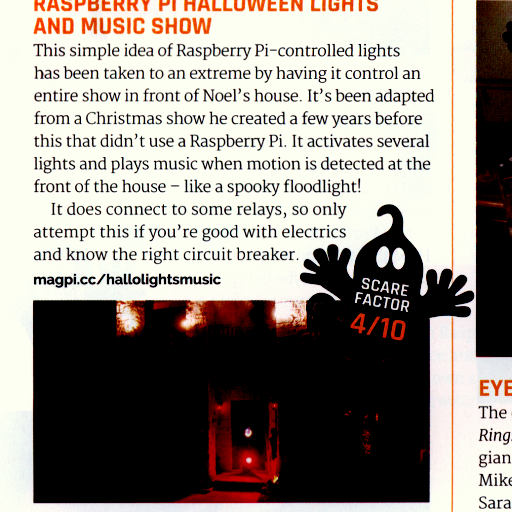 RASPBERRY PI HALLOWEEN LIGHTS
AND MUSIC SHOW
This simple idea of Raspberry Pi-controlled lights
has been taken to an extreme by having it control an
entire show in front of Noel’s house. It’s been adapted
from a Christmas show he created a few years before
this that didn’t use a Raspberry Pi. It activates several
lights and plays music when motion is detected at the
front of the house – like a spooky floodlight!
It does connect to some relays, so only
attempt this if you’re good with electrics
and know the right circuit breaker.
magpi.cc/hallolightsmusic
SCARE
FACTOR
4/10
EYE
The
Ring
gian
Mike
Sara